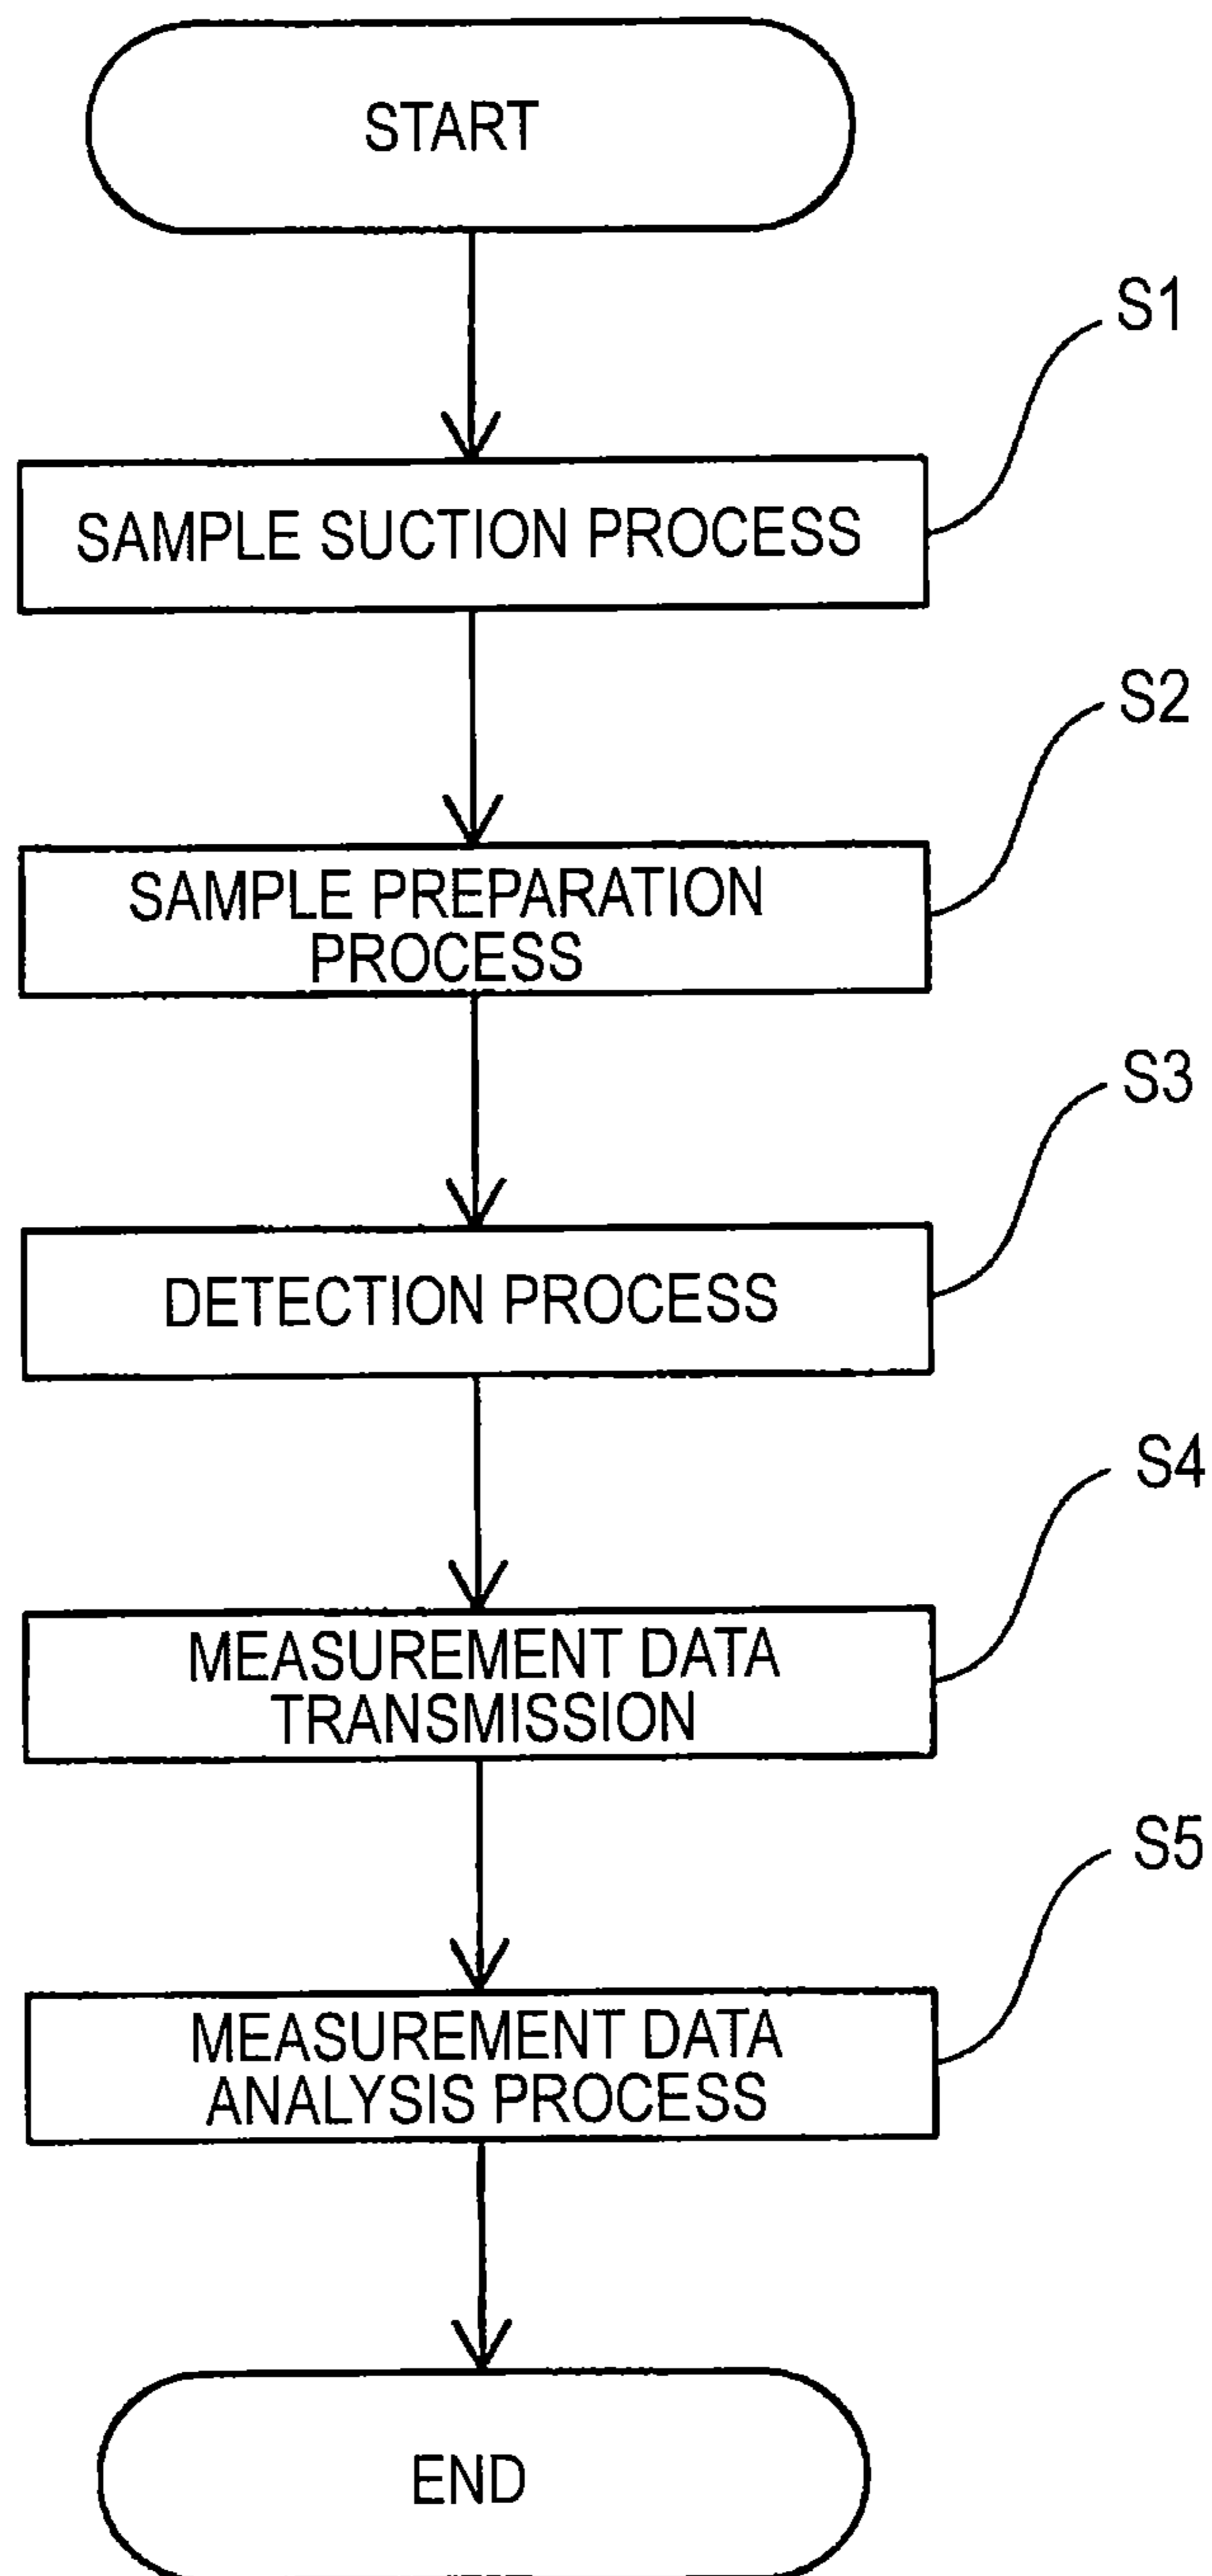 START
S1
SAMPLE SUCTION PROCESS
S2
SAMPLE PREPARATION
PROCESS
S3
DETECTION PROCESS
S4
MEASUREMENT DATA
TRANSMISSION
S5
MEASUREMENT DATA
ANALYSIS PROCESS
END